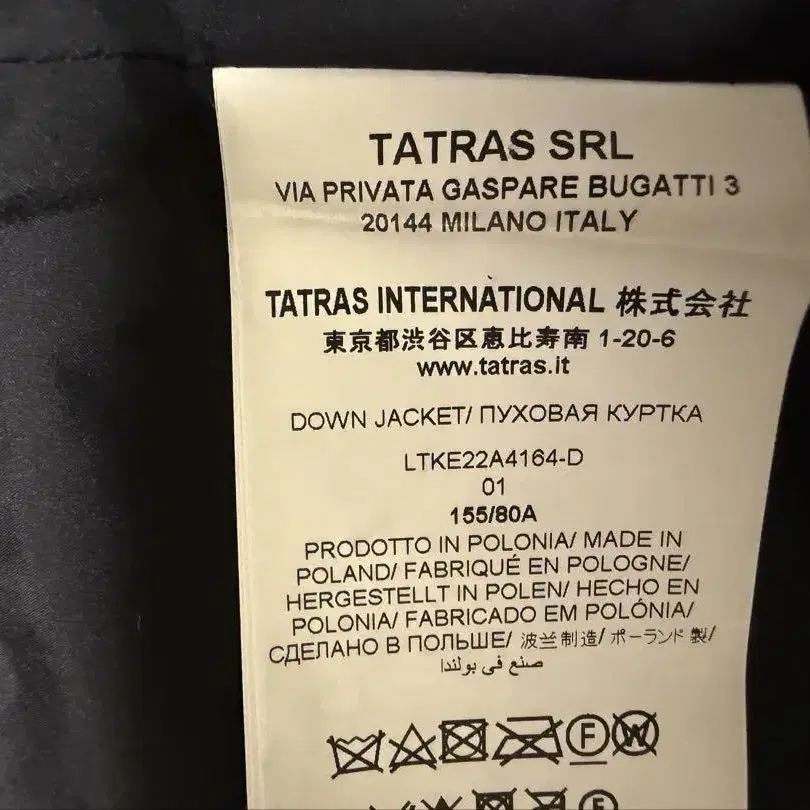 TATRAS SRL
VIA PRIVATA GASPARE BUGATTI 3
20144 MILANO ITALY
TATRAS INTERNATIONAL 株式会社
東京都渋谷区恵比寿南 1-20-6
www.tatras.it
DOWN JACKET/ ПУХОВАЯ КУРТКА
LTKE22A4164-D
01
155/80A
PRODOTTO IN POLONIA/ MADE IN
POLAND/ FABRIQUÉ EN POLOGNE/
HERGESTELLT IN POLEN/ HECHO EN
POLONIA/ FABRICADO EM POLÓNIA/
СДЕЛАНО В ПОЛЬШЕ/ 波兰制造/ ポーランド 製/
صنع في بولندا
F W